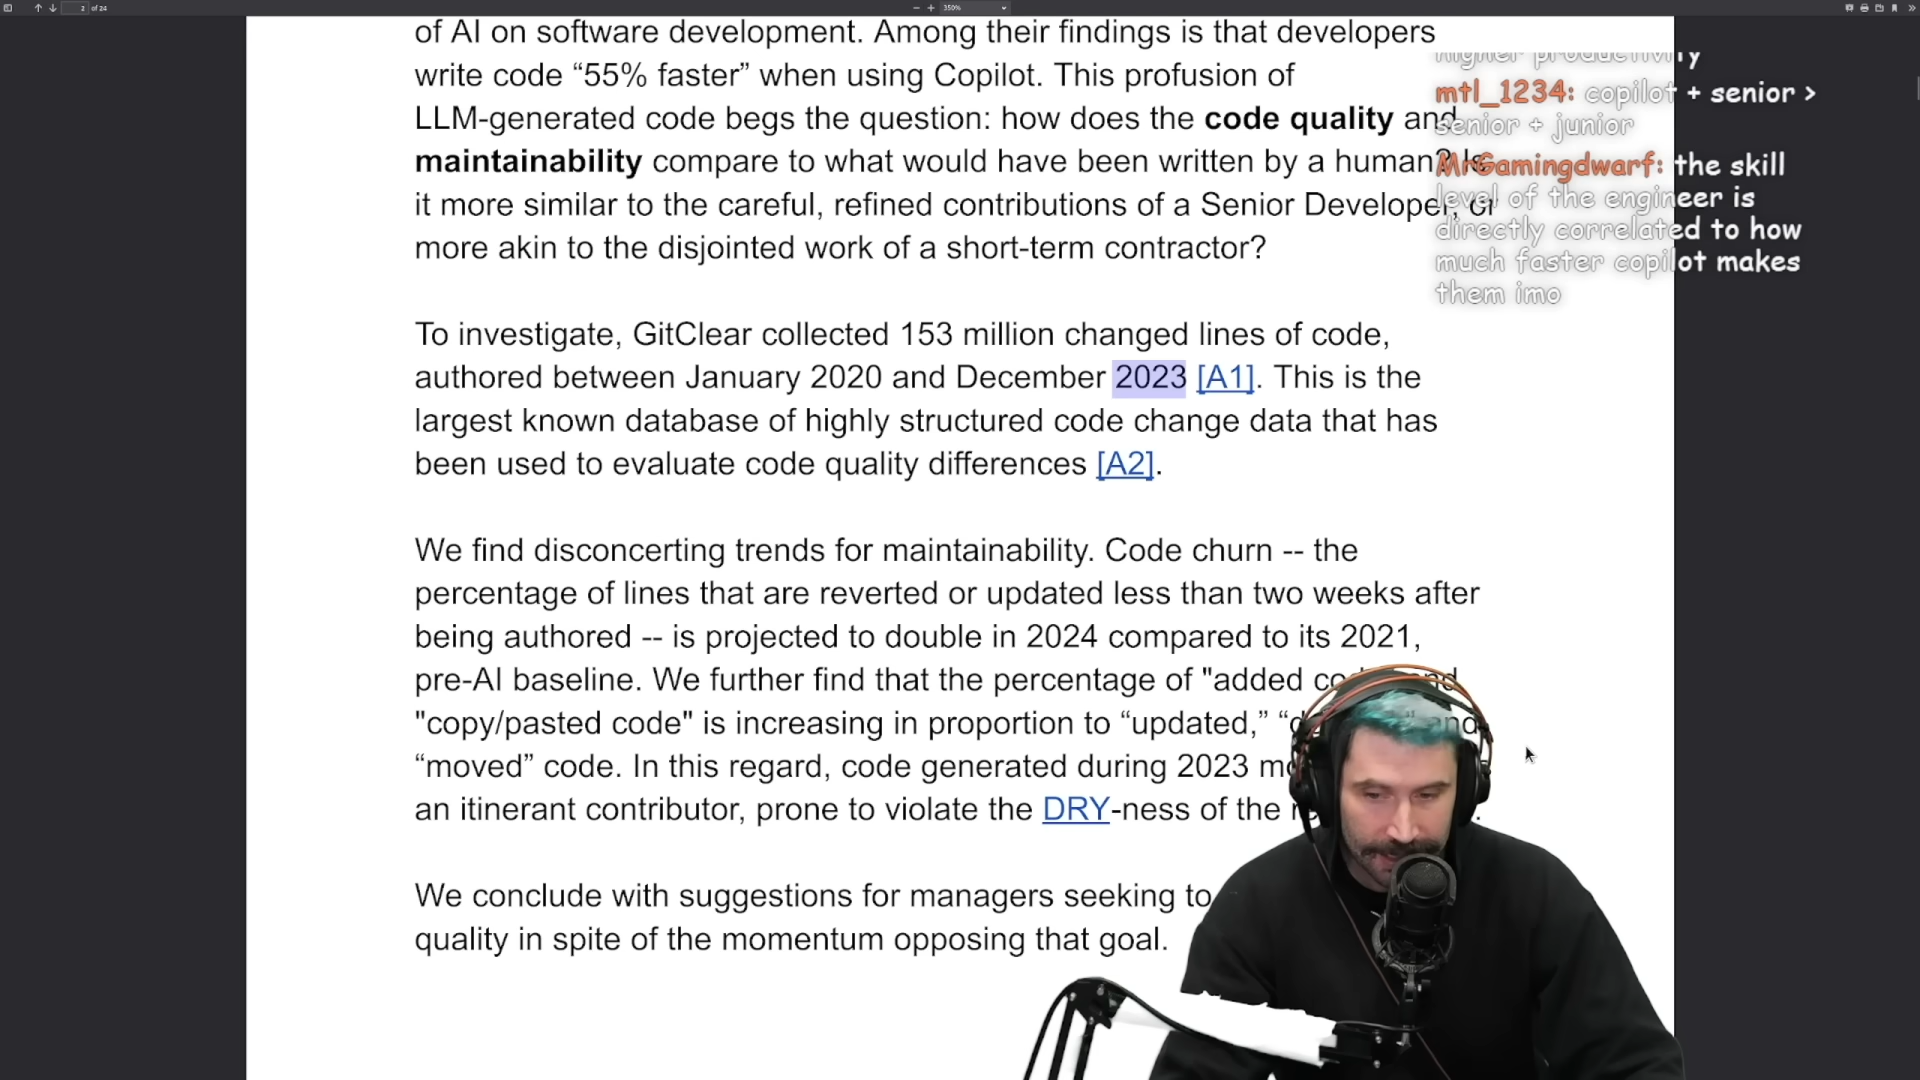 2 of 24
350%
of AI on software development. Among their findings is that developers
write code “55% faster” when using Copilot. This profusion of
LLM-generated code begs the question: how does the code quality and
maintainability compare to what would have been written by a human? Is
it more similar to the careful, refined contributions of a Senior Developer, or
more akin to the disjointed work of a short-term contractor?
To investigate, GitClear collected 153 million changed lines of code,
authored between January 2020 and December 2023 [A1]. This is the
largest known database of highly structured code change data that has
been used to evaluate code quality differences [A2].
We find disconcerting trends for maintainability. Code churn -- the
percentage of lines that are reverted or updated less than two weeks after
being authored -- is projected to double in 2024 compared to its 2021,
pre-AI baseline. We further find that the percentage of "added
"copy/pasted code" is increasing in proportion to “updated,” and
“moved” code. In this regard, code generated during 2023
an itinerant contributor, prone to violate the DRY-ness of the
We conclude with suggestions for managers seeking to
quality in spite of the momentum opposing that goal.
higher productivity
mtl_1234: copilot + senior >
senior + junior
MrGamingdwarf: the skill
level of the engineer is
directly correlated to how
much faster copilot makes
them imo